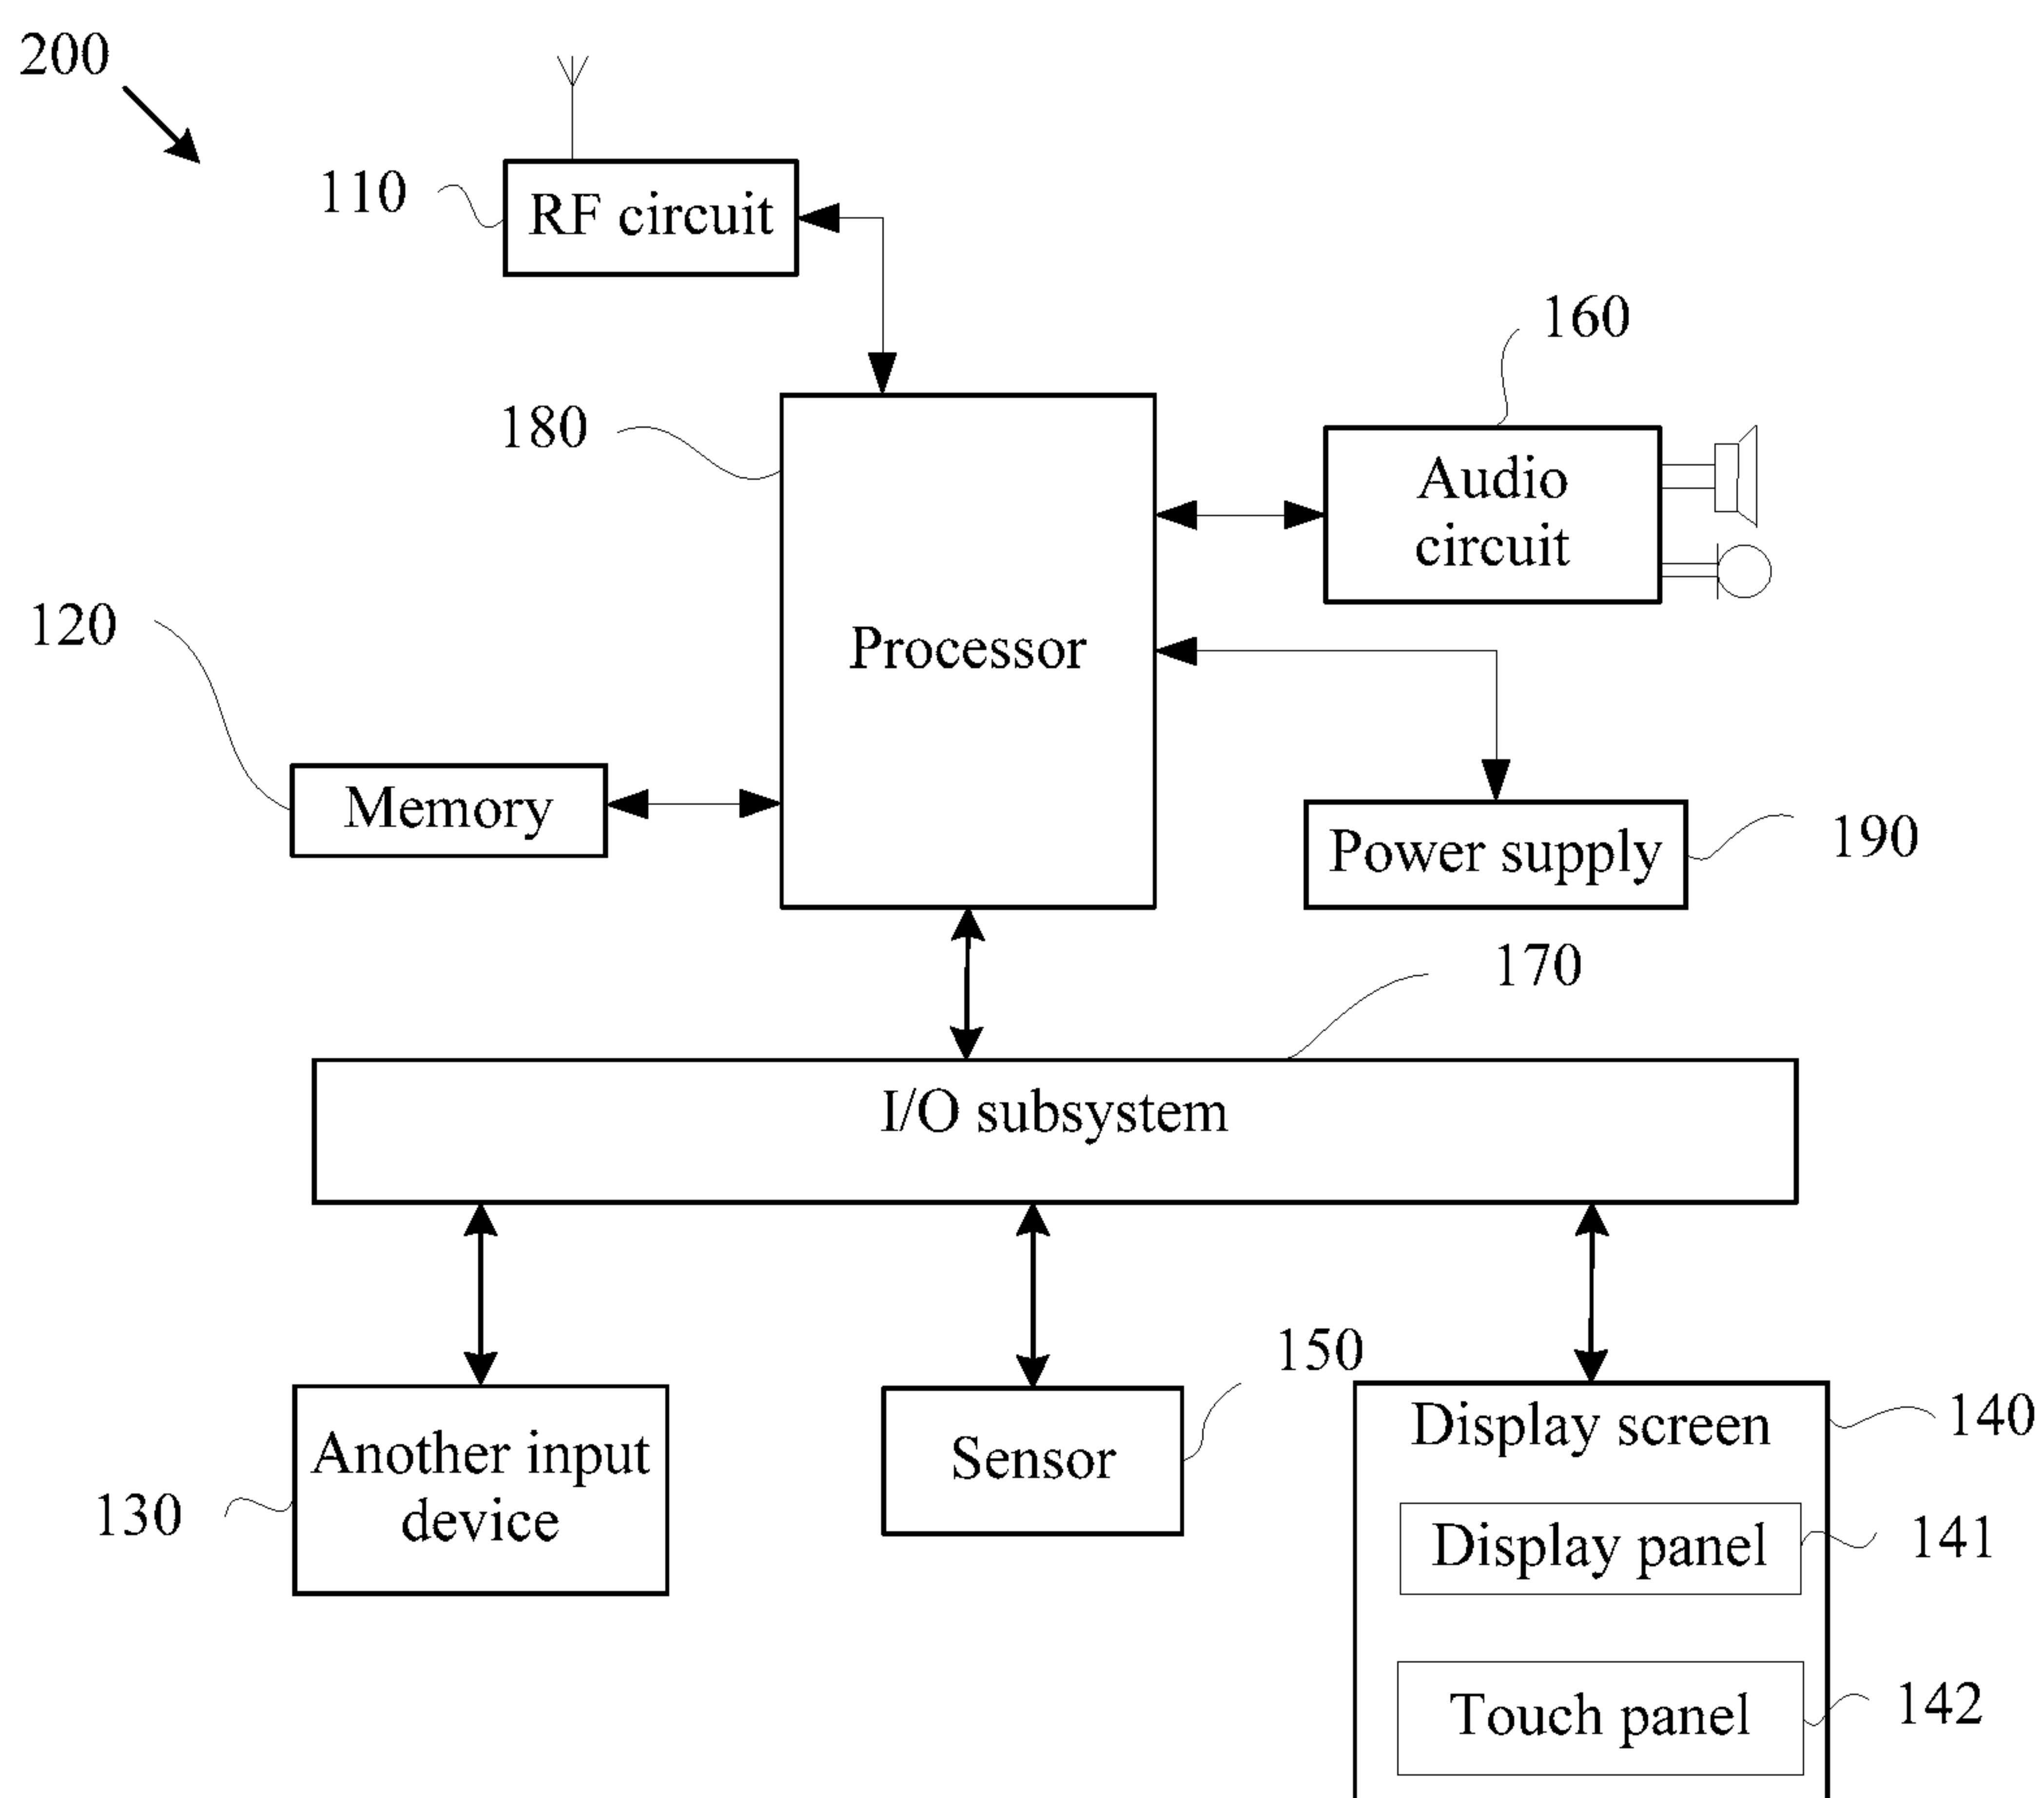 200
110
RF circuit
160
180
Audio
circuit
120
Processor
Memory
Power supply
190
170
I/O subsystem
150
140
Display screen
Another input
device
130
Sensor
Display panel
141
Touch panel
142